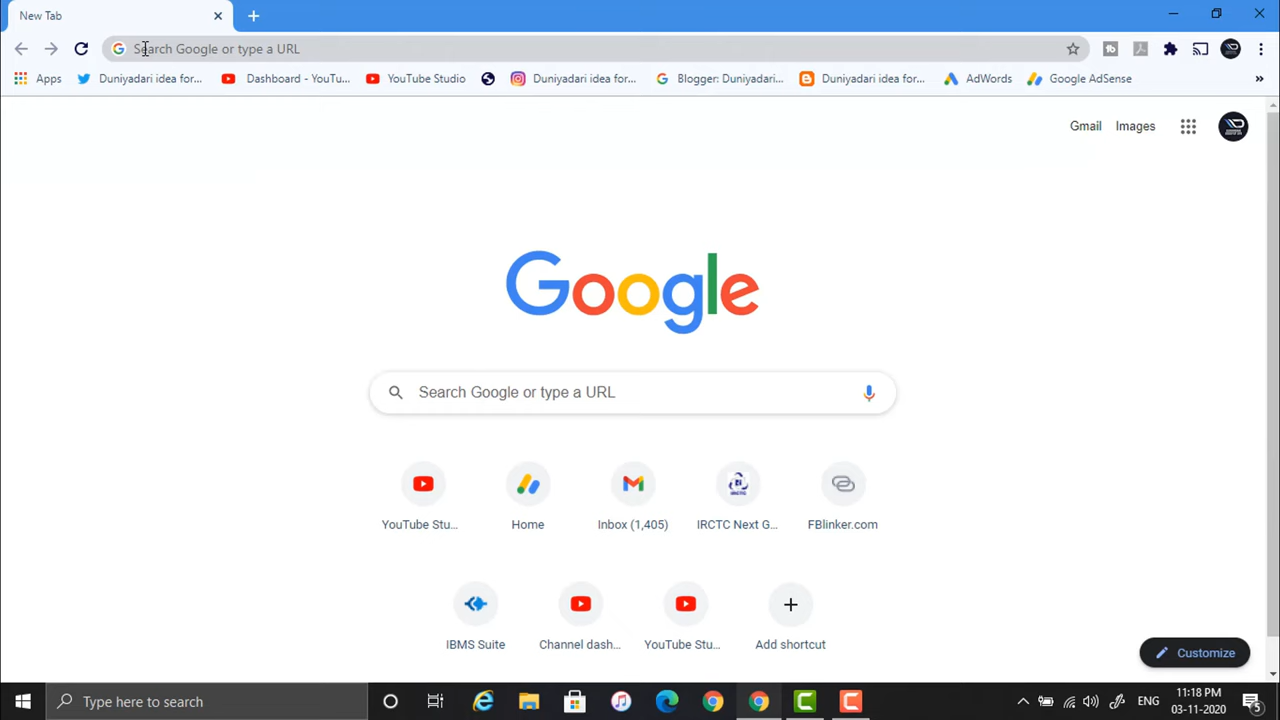 New Tab
Search Google or type a URL
Apps Duniyadari idea for... Dashboard - YouTu... YouTube Studio Duniyadari idea for... Blogger: Duniyadari... Duniyadari idea for... AdWords Google AdSense »
Gmail Images
Google
Search Google or type a URL
YouTube Stu... Home Inbox (1,405) IRCTC Next G... FBlinker.com
IBMS Suite Channel dash... YouTube Stu... Add shortcut
Customize
Type here to search ENG 11:18 PM
03-11-2020 5